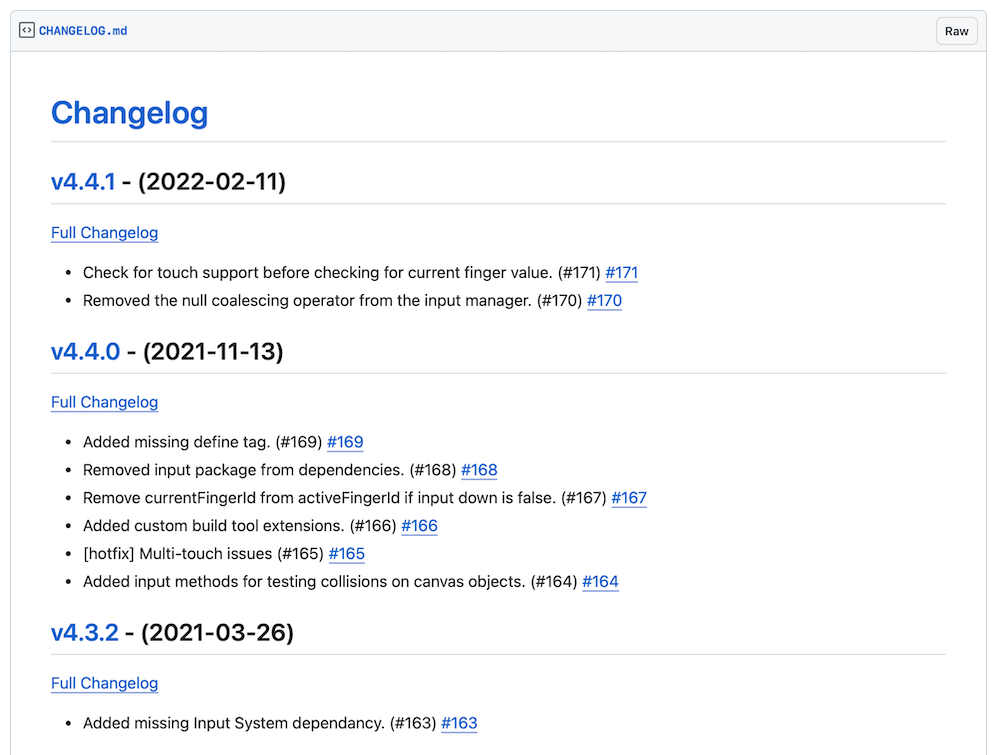 CHANGELOG.md
Raw
Changelog
v4.4.1 - (2022-02-11)
Full Changelog
• Check for touch support before checking for current finger value. (#171) #171
• Removed the null coalescing operator from the input manager. (#170) #170
v4.4.0 - (2021-11-13)
Full Changelog
• Added missing define tag. (#169) #169
• Removed input package from dependencies. (#168) #168
• Remove currentFingerId from activeFingerId if input down is false. (#167) #167
• Added custom build tool extensions. (#166) #166
• [hotfix] Multi-touch issues (#165) #165
• Added input methods for testing collisions on canvas objects. (#164) #164
v4.3.2 - (2021-03-26)
Full Changelog
• Added missing Input System dependancy. (#163) #163